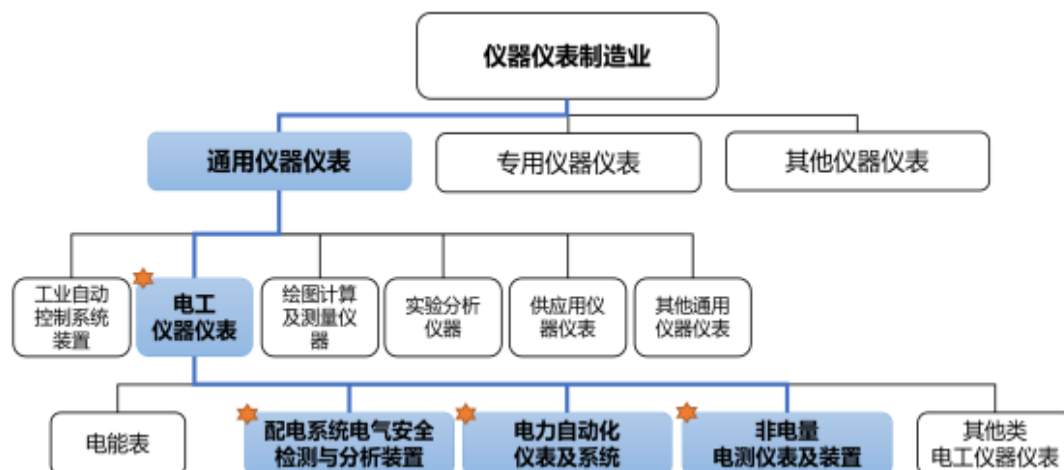 仪器仪表制造业
通用仪器仪表
专用仪器仪表
其他仪器仪表
工业自动
控制系统
装置
电工
仪器仪表
绘图计算
及测量仪
器
实验分析
仪器
供应用仪
器仪表
其他通用
仪器仪表
电能表
配电系统电气安全
检测与分析装置
电力自动化
仪表及系统
非电量
电测仪表及装置
其他类
电工仪器仪表